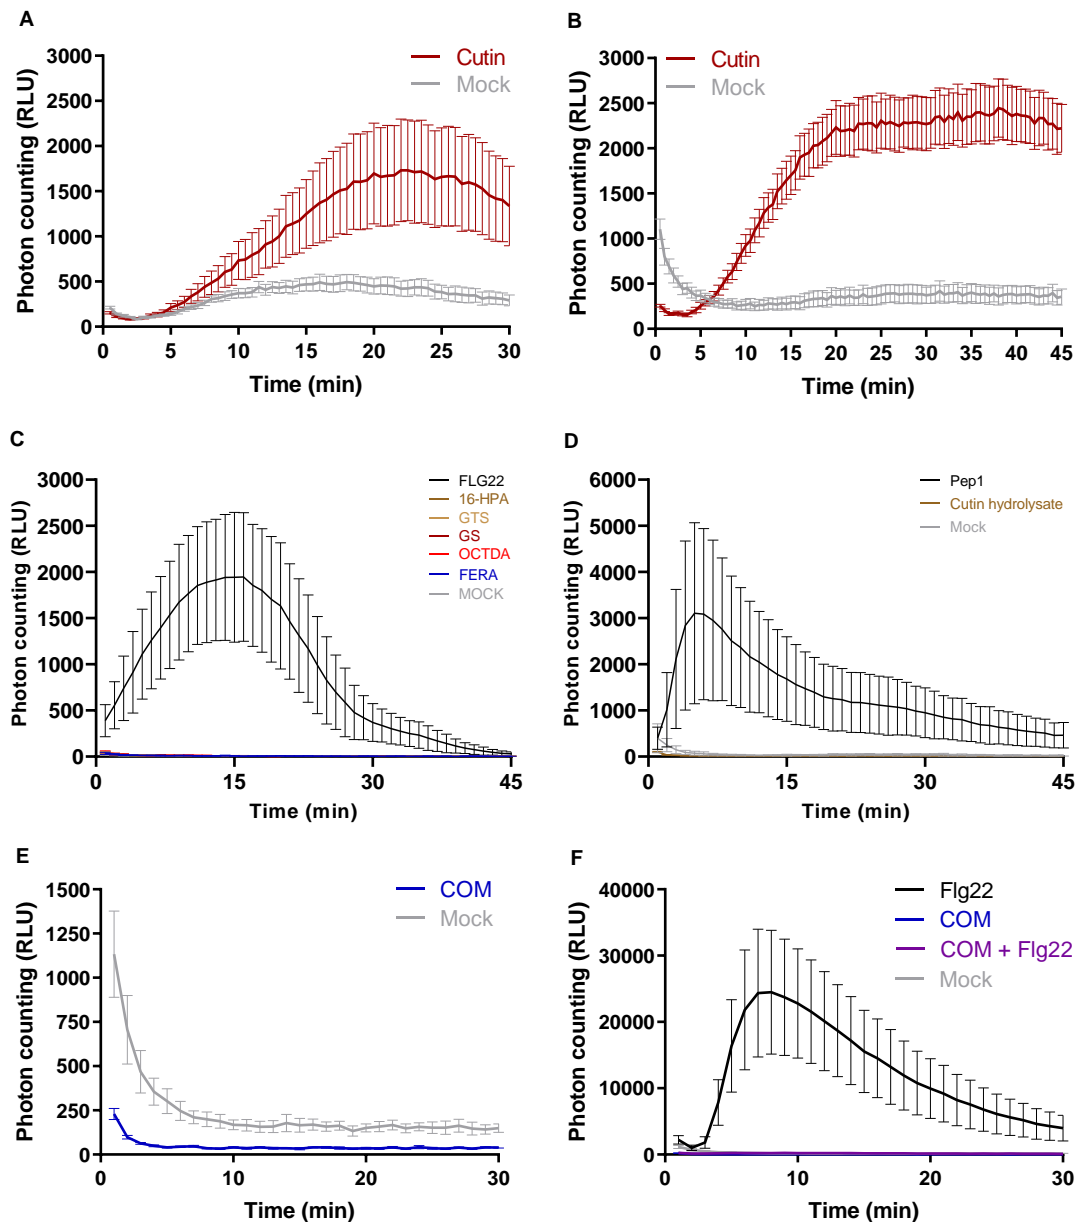 A
Photon counting (RLU)
3000
2500
2000
1500
1000
500
0
Cutin
Mock
0 5 10 15 20 25 30
Time (min)
B
Photon counting (RLU)
3000
2500
2000
1500
1000
500
0
Cutin
Mock
0 5 10 15 20 25 30 35 40 45
Time (min)
C
Photon counting (RLU)
3000
2500
2000
1500
1000
500
0
FLG22
16-HPA
GTS
GS
OCTDA
FERA
MOCK
0 15 30 45
Time (min)
D
Photon counting (RLU)
6000
5000
4000
3000
2000
1000
0
Pep1
Cutin hydrolysate
Mock
0 15 30 45
Time (min)
E
Photon counting (RLU)
1500
1250
1000
750
500
250
0
COM
Mock
0 10 20 30
Time (min)
F
Photon counting (RLU)
40000
30000
20000
10000
0
Flg22
COM
COM + Flg22
Mock
0 10 20 30
Time (min)